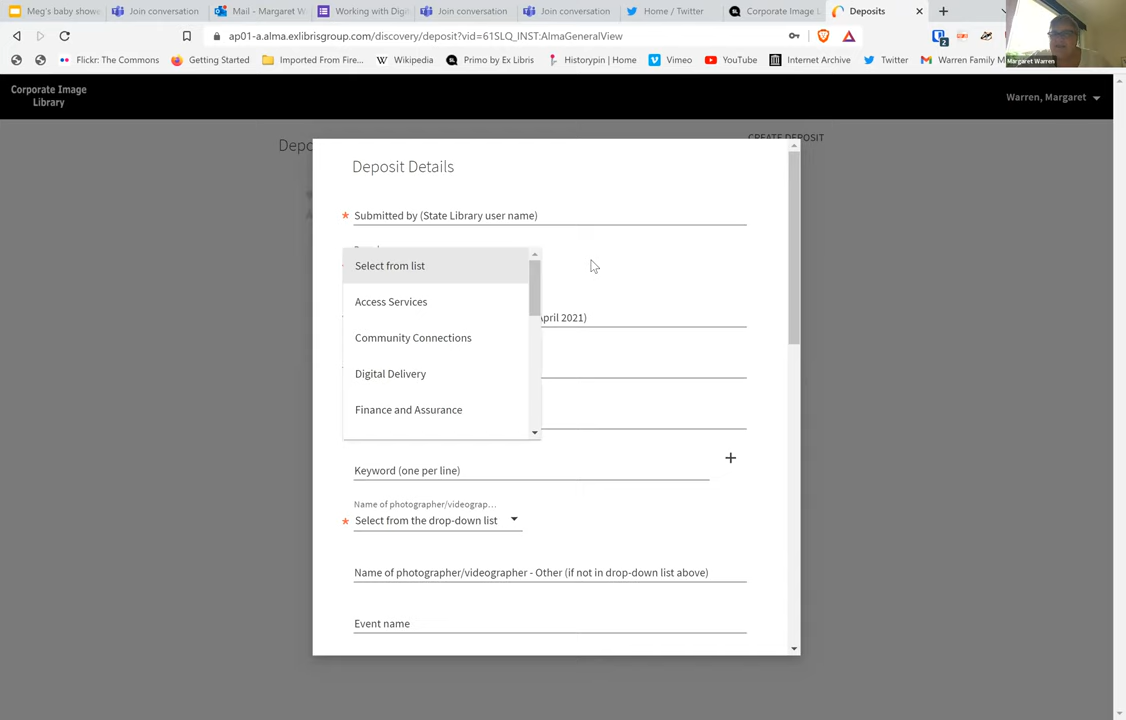 Meg's baby showe
Join conversation
Mail - Margaret W
Working with Digi
Join conversation
Join conversation
Home / Twitter
Corporate Image L
Deposits
ap01-a.alma.exlibrisgroup.com/discovery/deposit?vid=61SLQ_INST:AlmaGeneralView
2
Flickr: The Commons
Getting Started
Imported From Fire...
Wikipedia
Primo by Ex Libris
Historypin | Home
Vimeo
YouTube
Internet Archive
Twitter
Warren Family M
Margaret Warren
Corporate Image
Library
Warren, Margaret
Depo
CREATE DEPOSIT
Deposit Details
* Submitted by (State Library user name)
Select from list
Access Services
April 2021)
Community Connections
Digital Delivery
Finance and Assurance
Keyword (one per line)
Name of photographer/videograp...
* Select from the drop-down list
Name of photographer/videographer - Other (if not in drop-down list above)
Event name